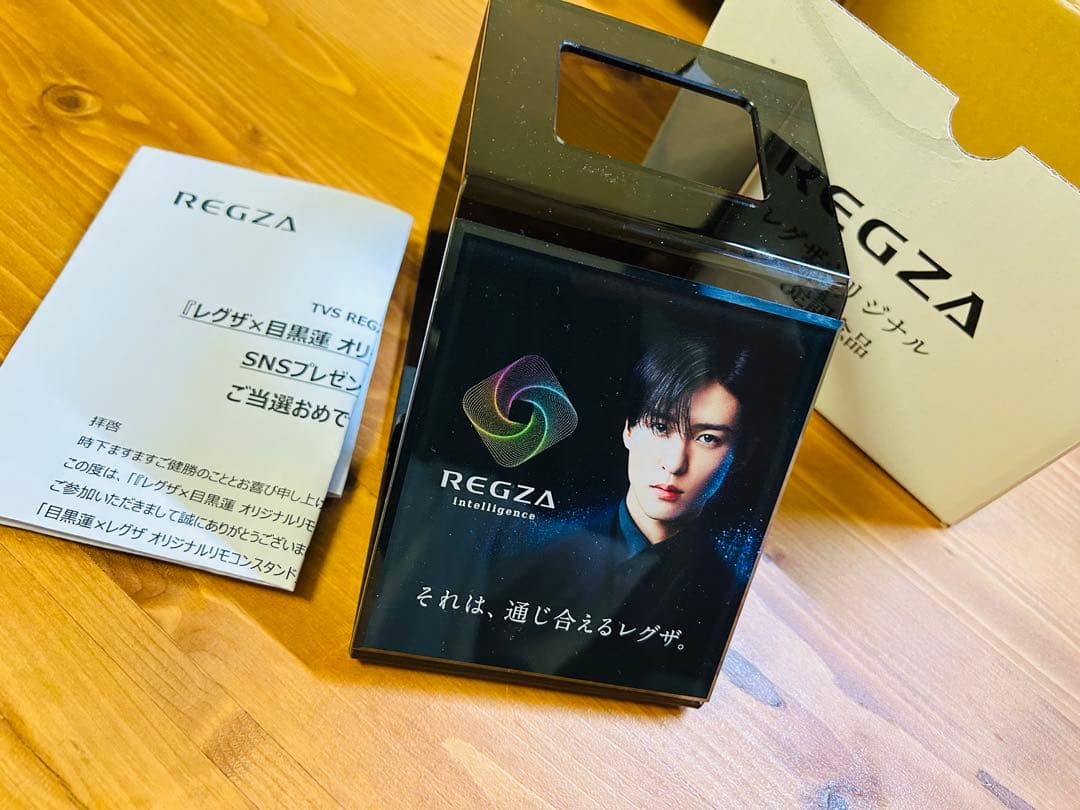 REGZA
TVS REG
『レグザ×目黒蓮 オリ
SNSプレゼン
ご当選おめで
拝啓
時下ますますご健勝のこととお喜び申し上げ
この度は、「『レグザ×目黒蓮 オリジナルリモ
ご参加いただきまして誠にありがとうございま
「目黒蓮×レグザ オリジナルリモコンスタンド
REGZA
intelligence
それは、通じ合えるレグザ。
REGZA
レグザオリジナル
念品